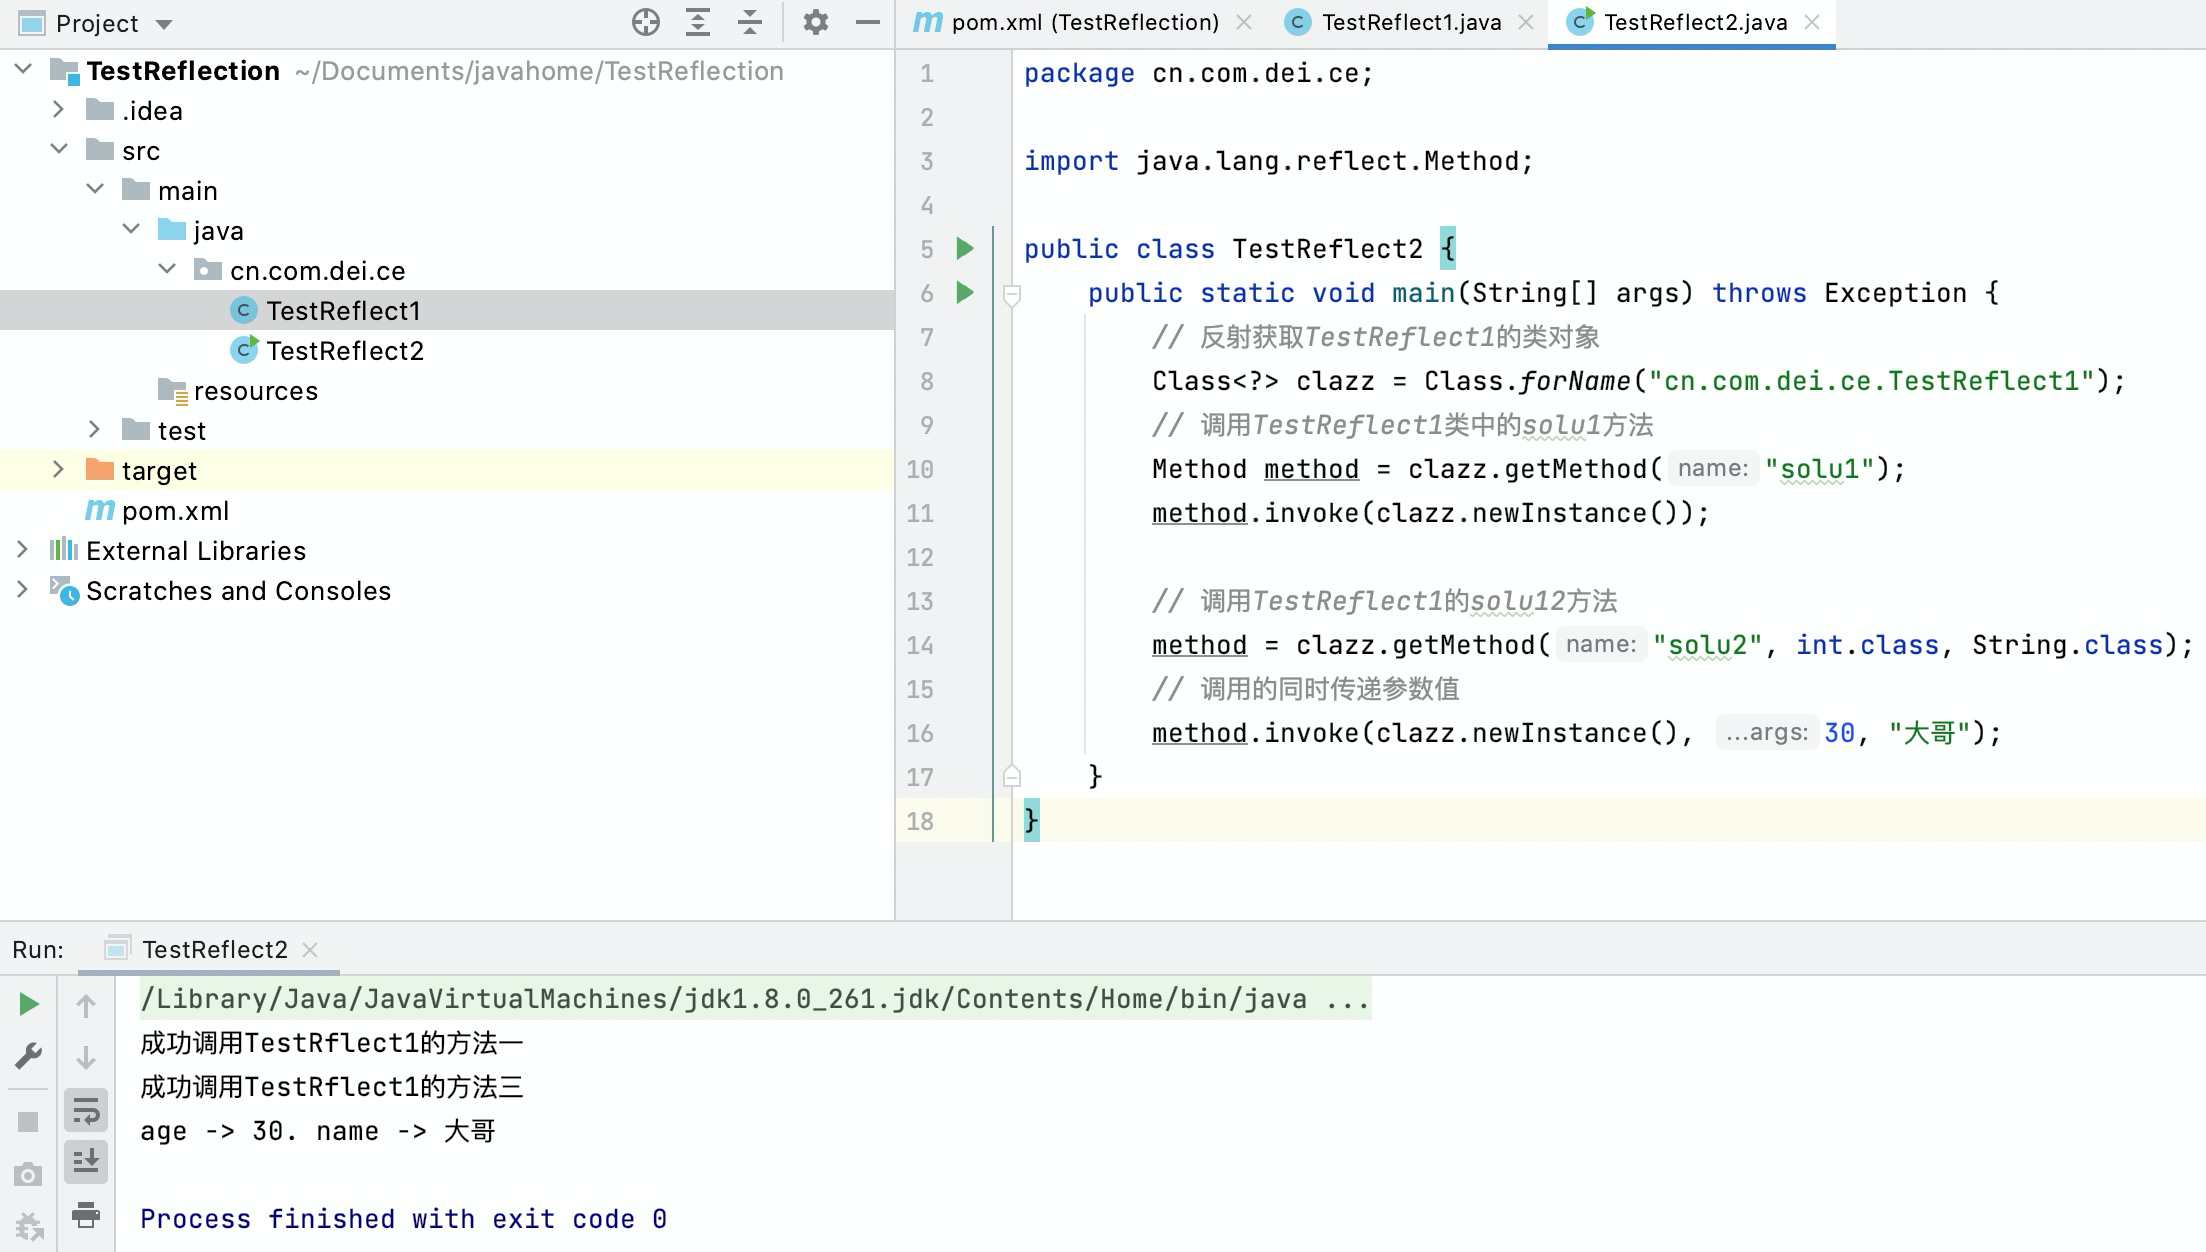 Project
TestReflection ~/Documents/javahome/TestReflection
.idea
src
main
java
cn.com.dei.ce
TestReflect1
TestReflect2
resources
test
target
pom.xml
External Libraries
Scratches and Consoles
pom.xml (TestReflection)
TestReflect1.java
TestReflect2.java
1 package cn.com.dei.ce;
2
3 import java.lang.reflect.Method;
4
5 public class TestReflect2 {
6 public static void main(String[] args) throws Exception {
7 // 反射获取TestReflect1的类对象
8 Class<?> clazz = Class.forName("cn.com.dei.ce.TestReflect1");
9 // 调用TestReflect1类中的solu1方法
10 Method method = clazz.getMethod( name: "solu1");
11 method.invoke(clazz.newInstance());
12
13 // 调用TestReflect1的solu12方法
14 method = clazz.getMethod( name: "solu2", int.class, String.class);
15 // 调用的同时传递参数值
16 method.invoke(clazz.newInstance(), ...args: 30, "大哥");
17 }
18 }
Run: TestReflect2
/Library/Java/JavaVirtualMachines/jdk1.8.0_261.jdk/Contents/Home/bin/java ...
成功调用TestRflect1的方法一
成功调用TestRflect1的方法三
age -> 30. name -> 大哥
Process finished with exit code 0